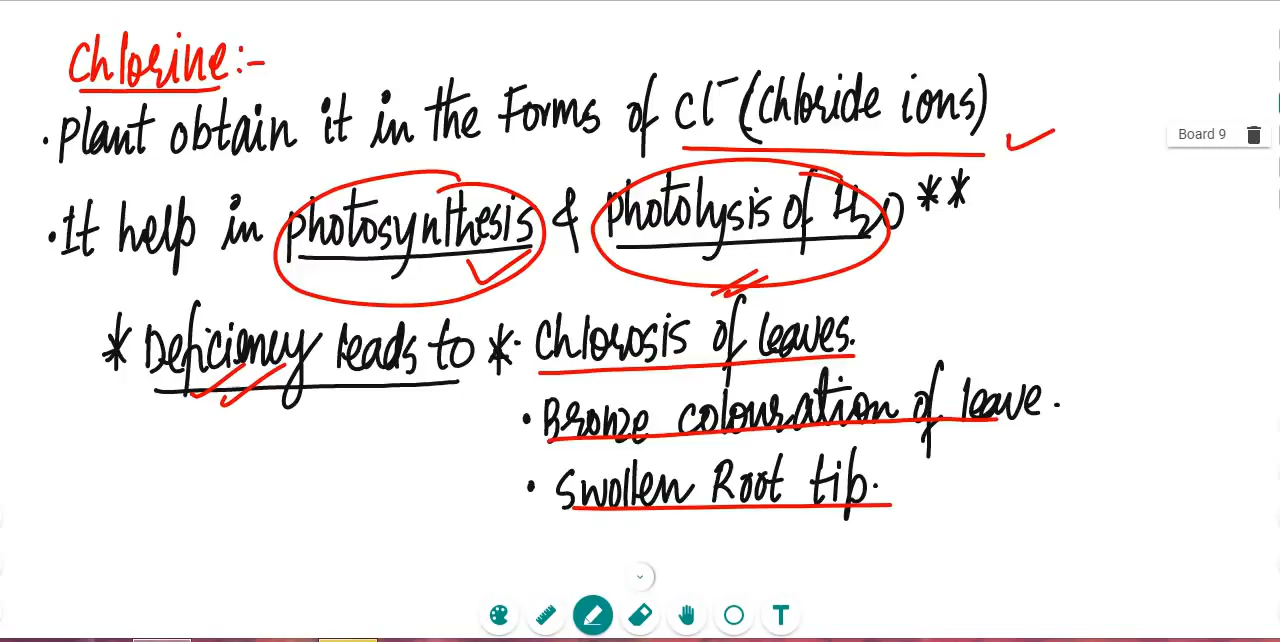 Chlorine:-
• Plant obtain it in the Forms of Cl⁻ (Chloride ions)
Board 9
• It help in photosynthesis & photolysis of H₂O **
* Deficiency leads to * • Chlorosis of leaves.
• Bronze colouration of leave.
• Swollen Root tip.
T